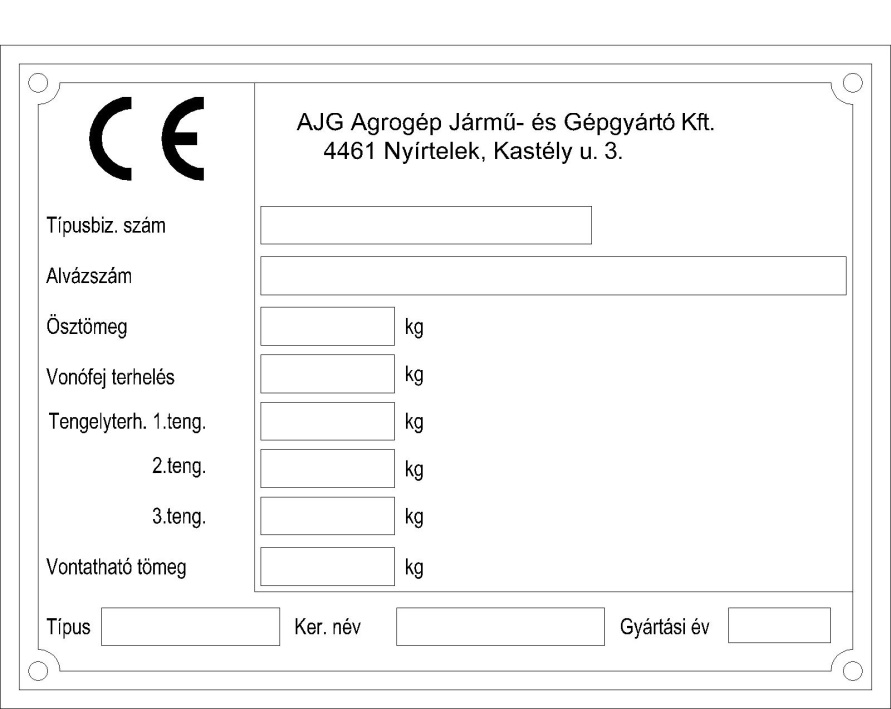 CE
AJG Agrogép Jármű- és Gépgyártó Kft.
4461 Nyírtelek, Kastély u. 3.
Típusbiz. szám
Alvázszám
Ösztömeg kg
Vonófej terhelés kg
Tengelyterh. 1.teng. kg
2.teng. kg
3.teng. kg
Vontatható tömeg kg
Típus Ker. név Gyártási év